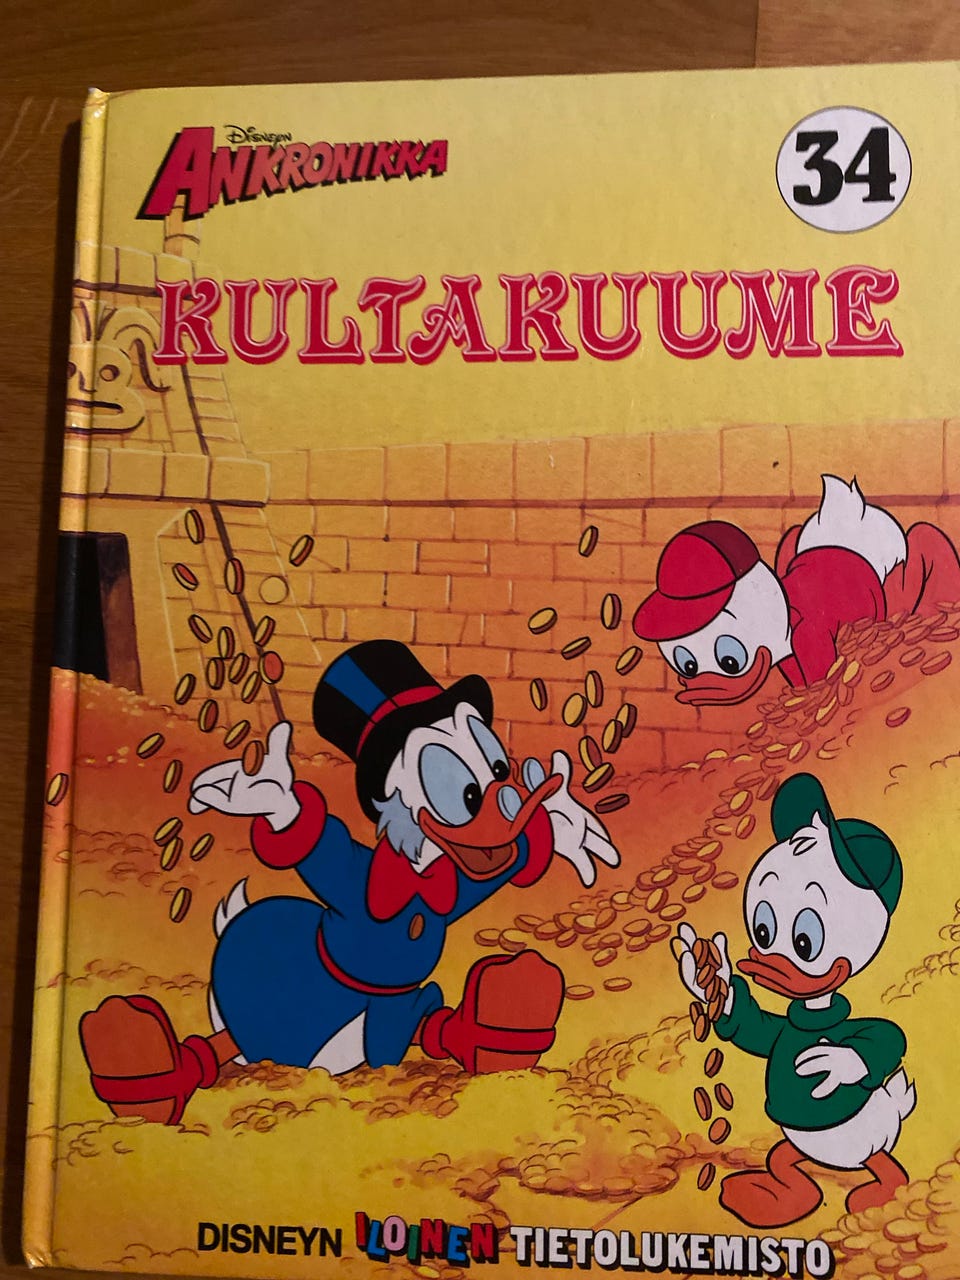 DISNEYN
ANKRONIKKA
34
KULTAKUUME
DISNEYN ILOINEN TIETOLUKEMISTO